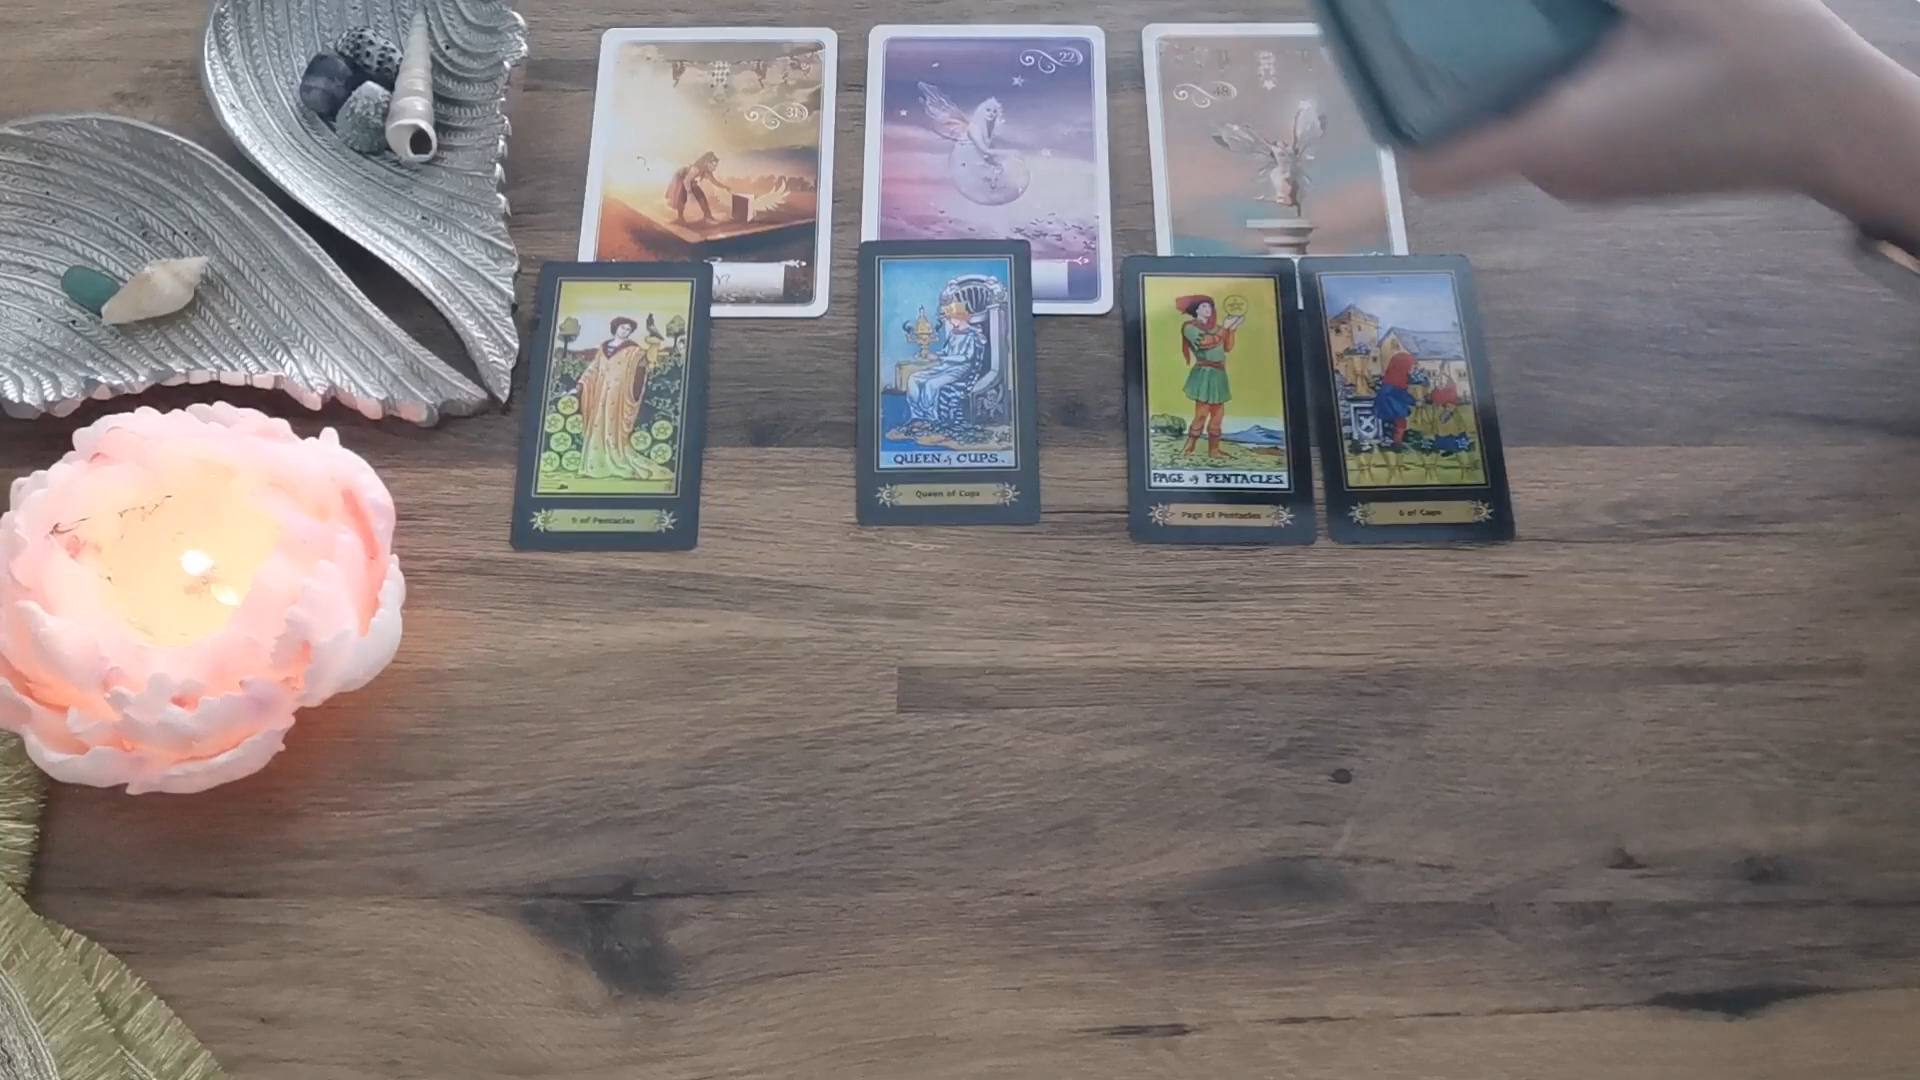 31
22
48
Y?
IX
9 of Pentacles
QUEEN of CUPS.
Queen of Cups
PAGE of PENTACLES.
Page of Pentacles
6 of Cups